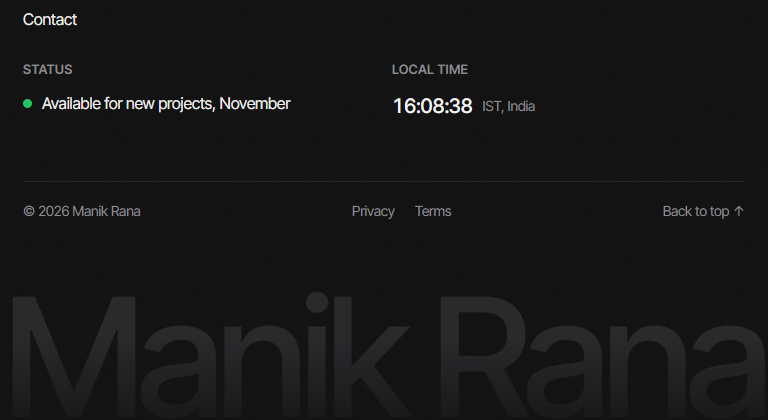 Contact
STATUS
LOCAL TIME
Available for new projects, November
16:08:38 IST, India
© 2026 Manik Rana
Privacy Terms
Back to top ↑
Manik Rana